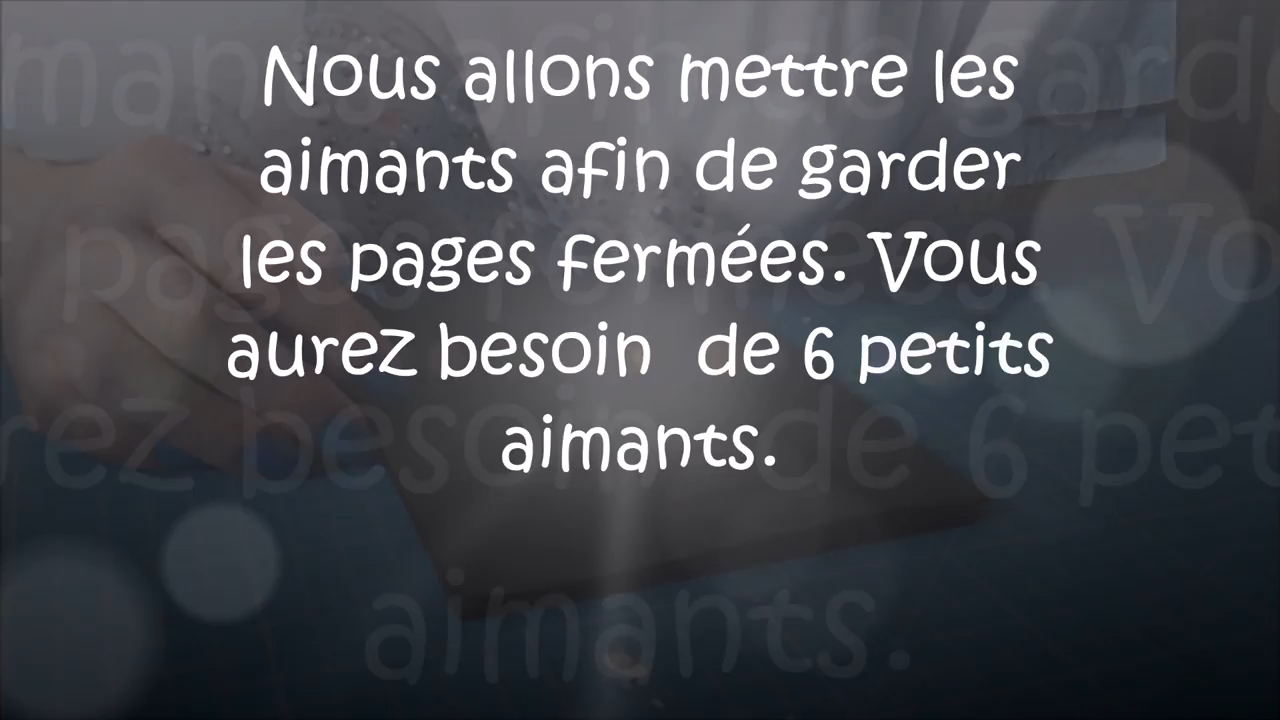 Nous allons mettre les
aimants afin de garder
les pages fermées. Vous
aurez besoin  de 6 petits
aimants.